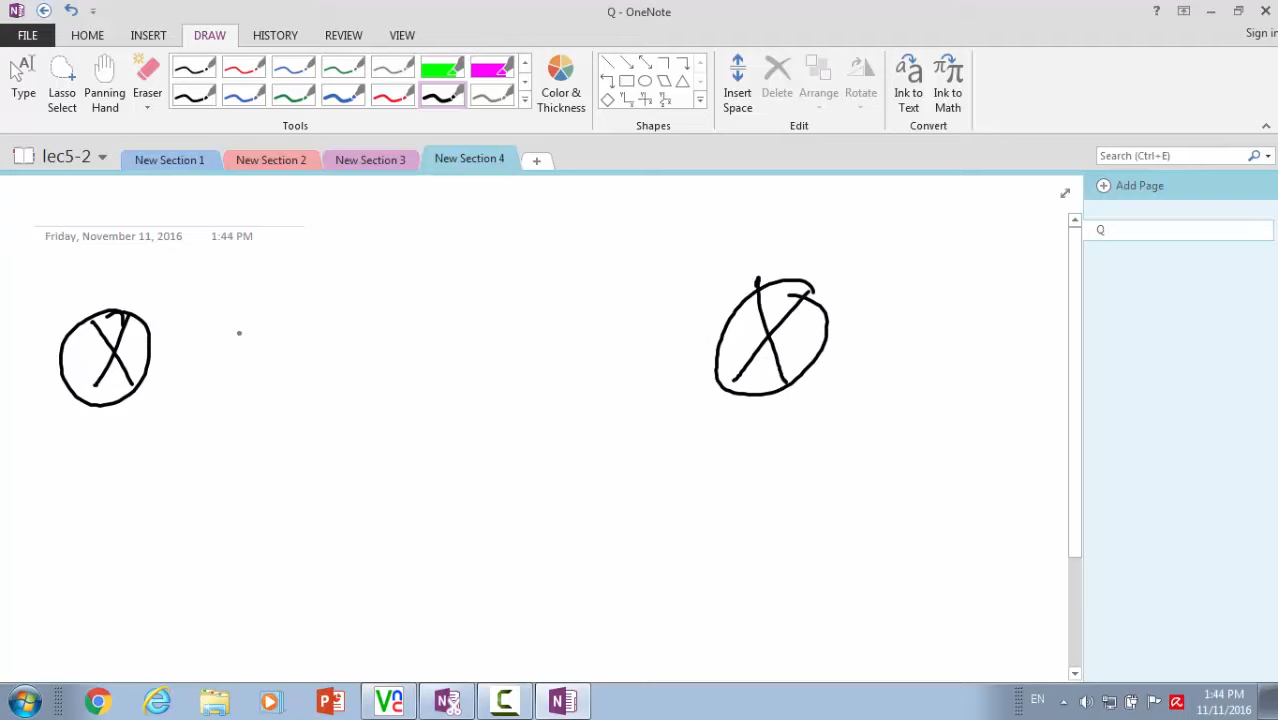 Q - OneNote
?
FILE HOME INSERT DRAW HISTORY REVIEW VIEW
Sign in
Type
Lasso Select
Panning Hand
Eraser
Color & Thickness
Insert Space
Delete
Arrange
Rotate
Ink to Text
Ink to Math
Tools
Shapes
Edit
Convert
lec5-2 New Section 1 New Section 2 New Section 3 New Section 4 +
Search (Ctrl+E)
Add Page
Q
Friday, November 11, 2016 1:44 PM
X X
EN
1:44 PM
11/11/2016